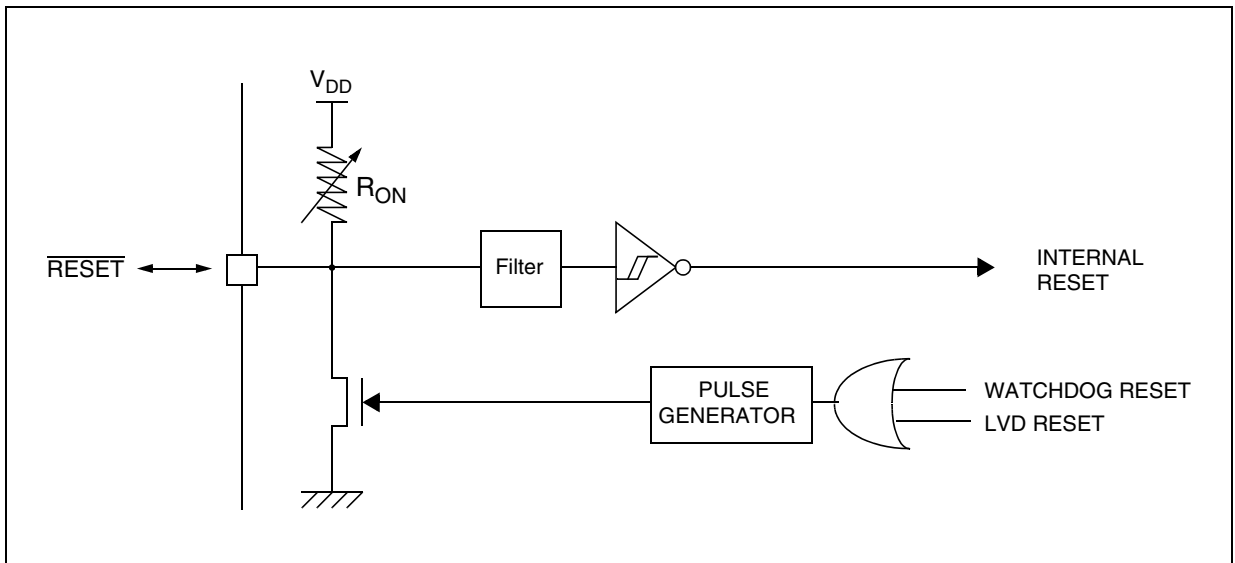 VDD
RON
RESET
Filter
INTERNAL
RESET
PULSE
GENERATOR
WATCHDOG RESET
LVD RESET